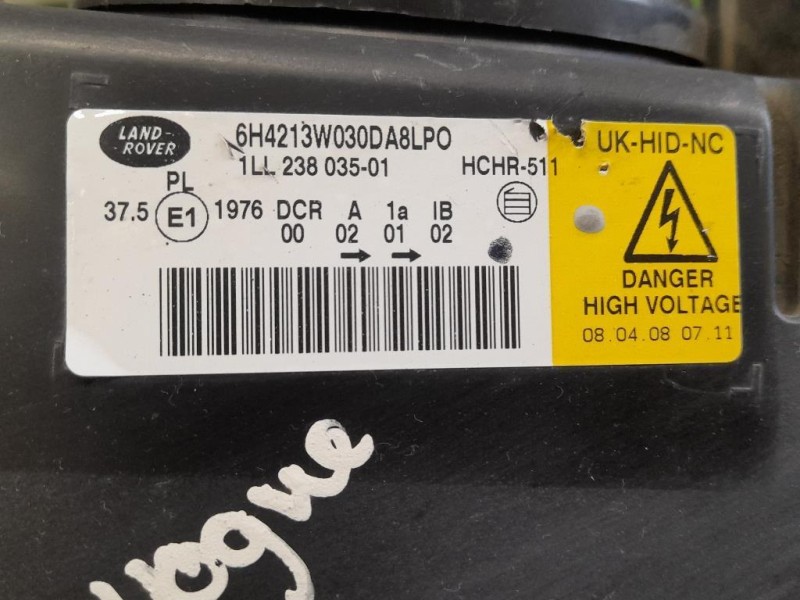 LAND-
ROVER
6H4213W030DA8LPO
1LL 238 035-01
HCHR-511
PL
37.5 E1 1976 DCR A 1a IB
00 02 01 02
UK-HID-NC
DANGER
HIGH VOLTAGE
08.04.08 07.11